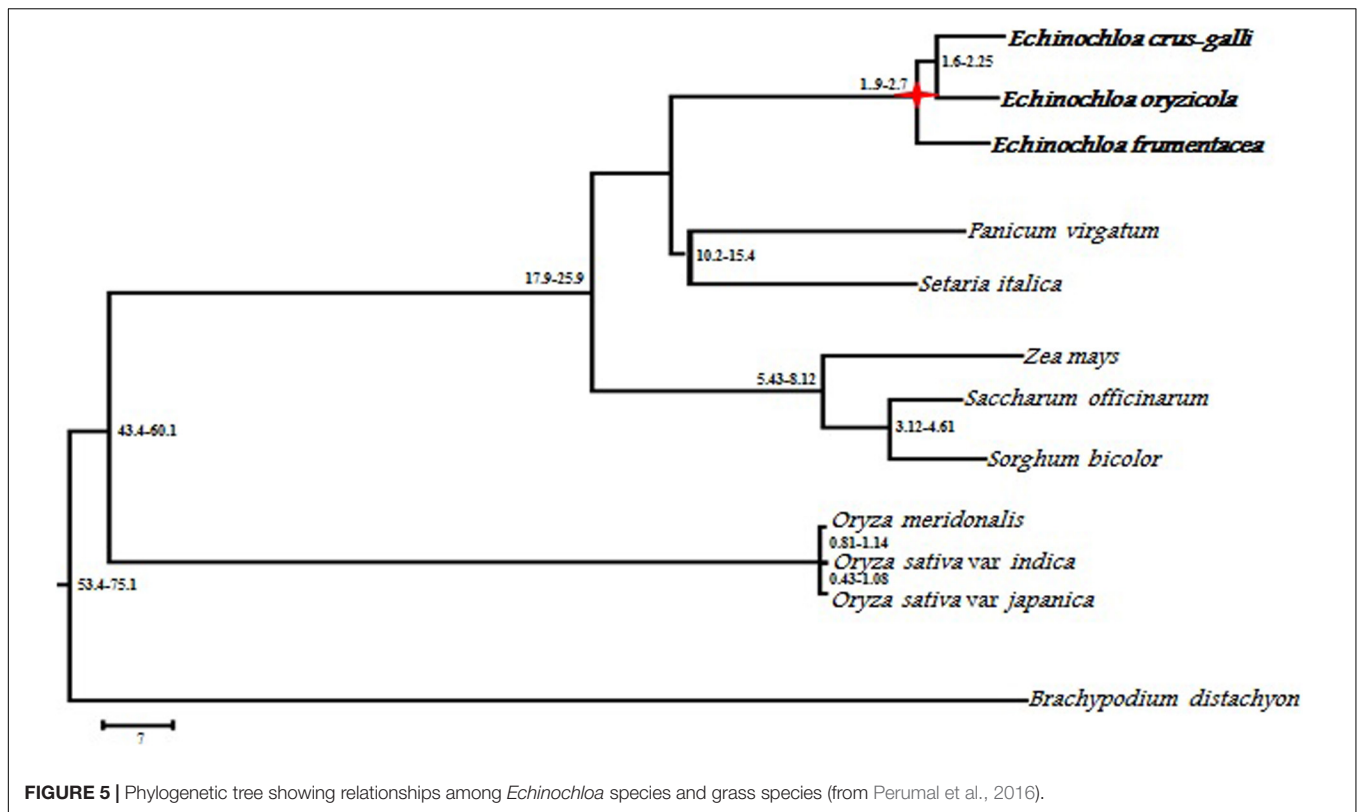 Echinochloa crus-galli
1.6-2.25
1..9-2.7
Echinochloa oryzicola
Echinochloa frumentacea
Panicum virgatum
10.2-15.4
17.9-25.9
Setaria italica
Zea mays
5.43-8.12
Saccharum officinarum
3.12-4.61
43.4-60.1
Sorghum bicolor
Oryza meridonalis
0.81-1.14
Oryza sativa var indica
0.43-1.08
53.4-75.1
Oryza sativa var japanica
Brachypodium distachyon
7
FIGURE 5 | Phylogenetic tree showing relationships among Echinochloa species and grass species (from Perumal et al., 2016).